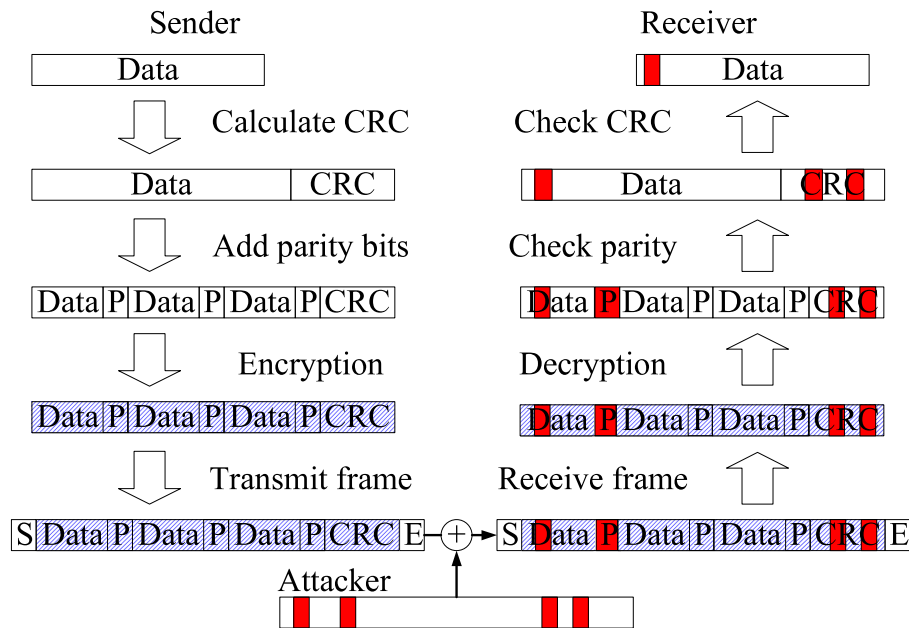 Sender Receiver
Data Data
Calculate CRC Check CRC
Data CRC Data CRC
Add parity bits Check parity
Data P Data P Data P CRC Data P Data P Data P CRC
Encryption Decryption
Data P Data P Data P CRC Data P Data P Data P CRC
Transmit frame Receive frame
S Data P Data P Data P CRC E + S Data P Data P Data P CRC E
Attacker